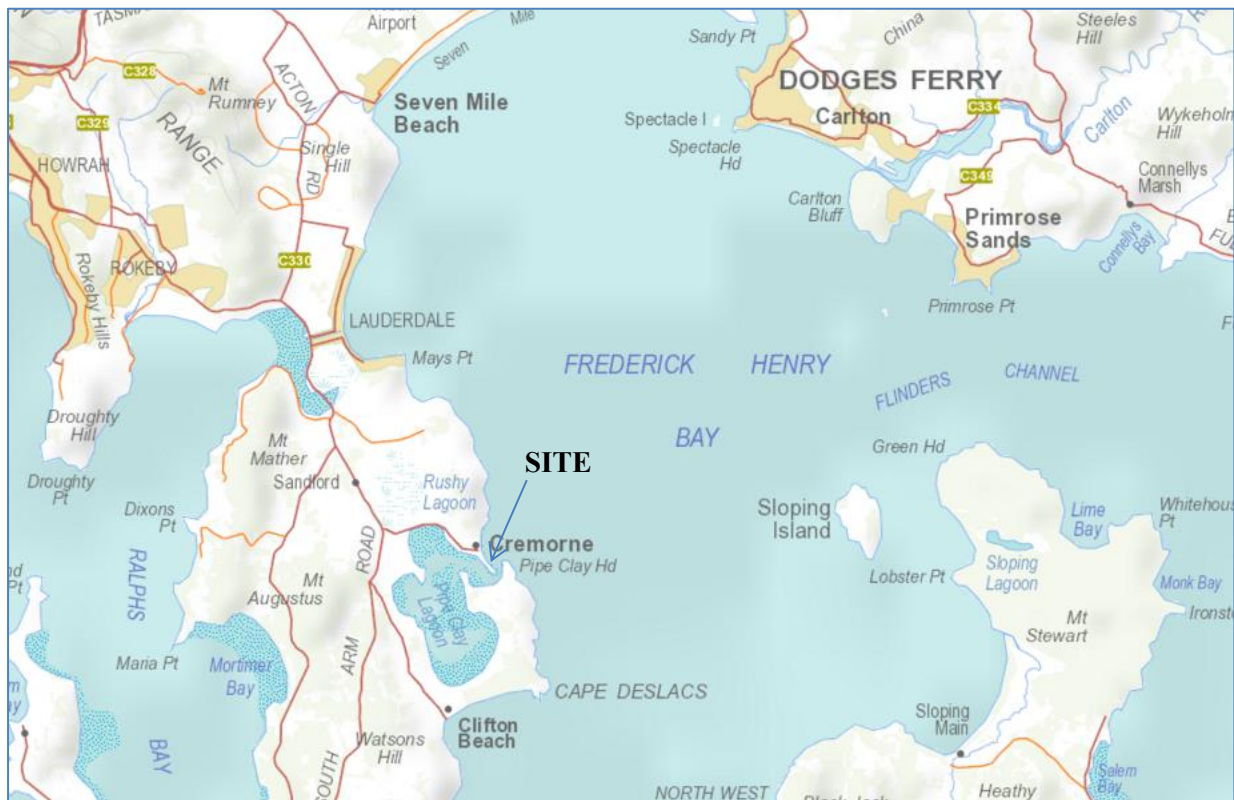 TASMA
Airport
Seven Mile
Sandy Pt
China
Steeles
Hill
C328
Mt
Rumney
ACTON
RD
DODGES FERRY
Carlton
C334
Carlton
Seven Mile
Beach
C329
RANGE
Spectacle I
Spectacle
Hd
Wykeholm
Hill
HOWRAH
Single
Hill
C349
Connellys
Marsh
Carlton
Bluff
Primrose
Sands
Connellys
Bay
Rokeby Hills
ROKEBY
C330
Primrose Pt
LAUDERDALE
Mays Pt
FREDERICK HENRY
BAY
FLINDERS CHANNEL
Droughty
Hill
Droughty
Pt
Mt
Mather
Green Hd
SITE
Sandford
Rushy
Lagoon
Dixons
Pt
Sloping
Island
Lime
Bay
Whitehous
Pt
Cremorne
Pipe Clay Hd
RALPHS
BAY
Mt
Augustus
Pipe Clay
Lagoon
Lobster Pt
Sloping
Lagoon
Monk Bay
Ironst
Mt
Stewart
Maria Pt
Mortimer
Bay
SOUTH ARM ROAD
CAPE DESLACS
Clifton
Beach
Watsons
Hill
Sloping
Main
NORTH WEST
Heathy
Salem
Bay